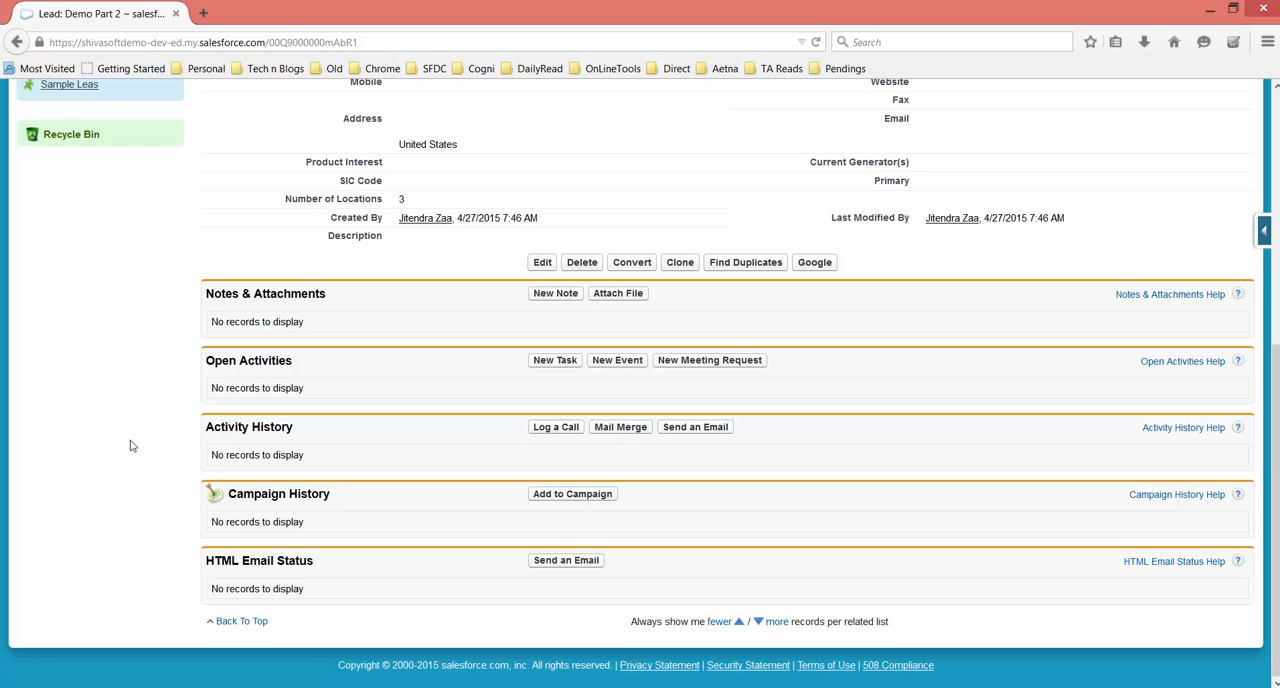 Lead: Demo Part 2 ~ salesf...
https://shivasoftdemo-dev-ed.my.salesforce.com/00Q9000000mAbR1
Search
Most Visited Getting Started Personal Tech n Blogs Old Chrome SFDC Cogni DailyRead OnLineTools Direct Aetna TA Reads Pendings
Sample Leas
Recycle Bin
Mobile Website
Fax
Address Email
United States
Product Interest Current Generator(s)
SIC Code Primary
Number of Locations 3
Created By Jitendra Zaa, 4/27/2015 7:46 AM Last Modified By Jitendra Zaa, 4/27/2015 7:46 AM
Description
Edit Delete Convert Clone Find Duplicates Google
Notes & Attachments New Note Attach File Notes & Attachments Help ?
No records to display
Open Activities New Task New Event New Meeting Request Open Activities Help ?
No records to display
Activity History Log a Call Mail Merge Send an Email Activity History Help ?
No records to display
Campaign History Add to Campaign Campaign History Help ?
No records to display
HTML Email Status Send an Email HTML Email Status Help ?
No records to display
Back To Top Always show me fewer / more records per related list
Copyright © 2000-2015 salesforce.com, inc. All rights reserved. | Privacy Statement | Security Statement | Terms of Use | 508 Compliance